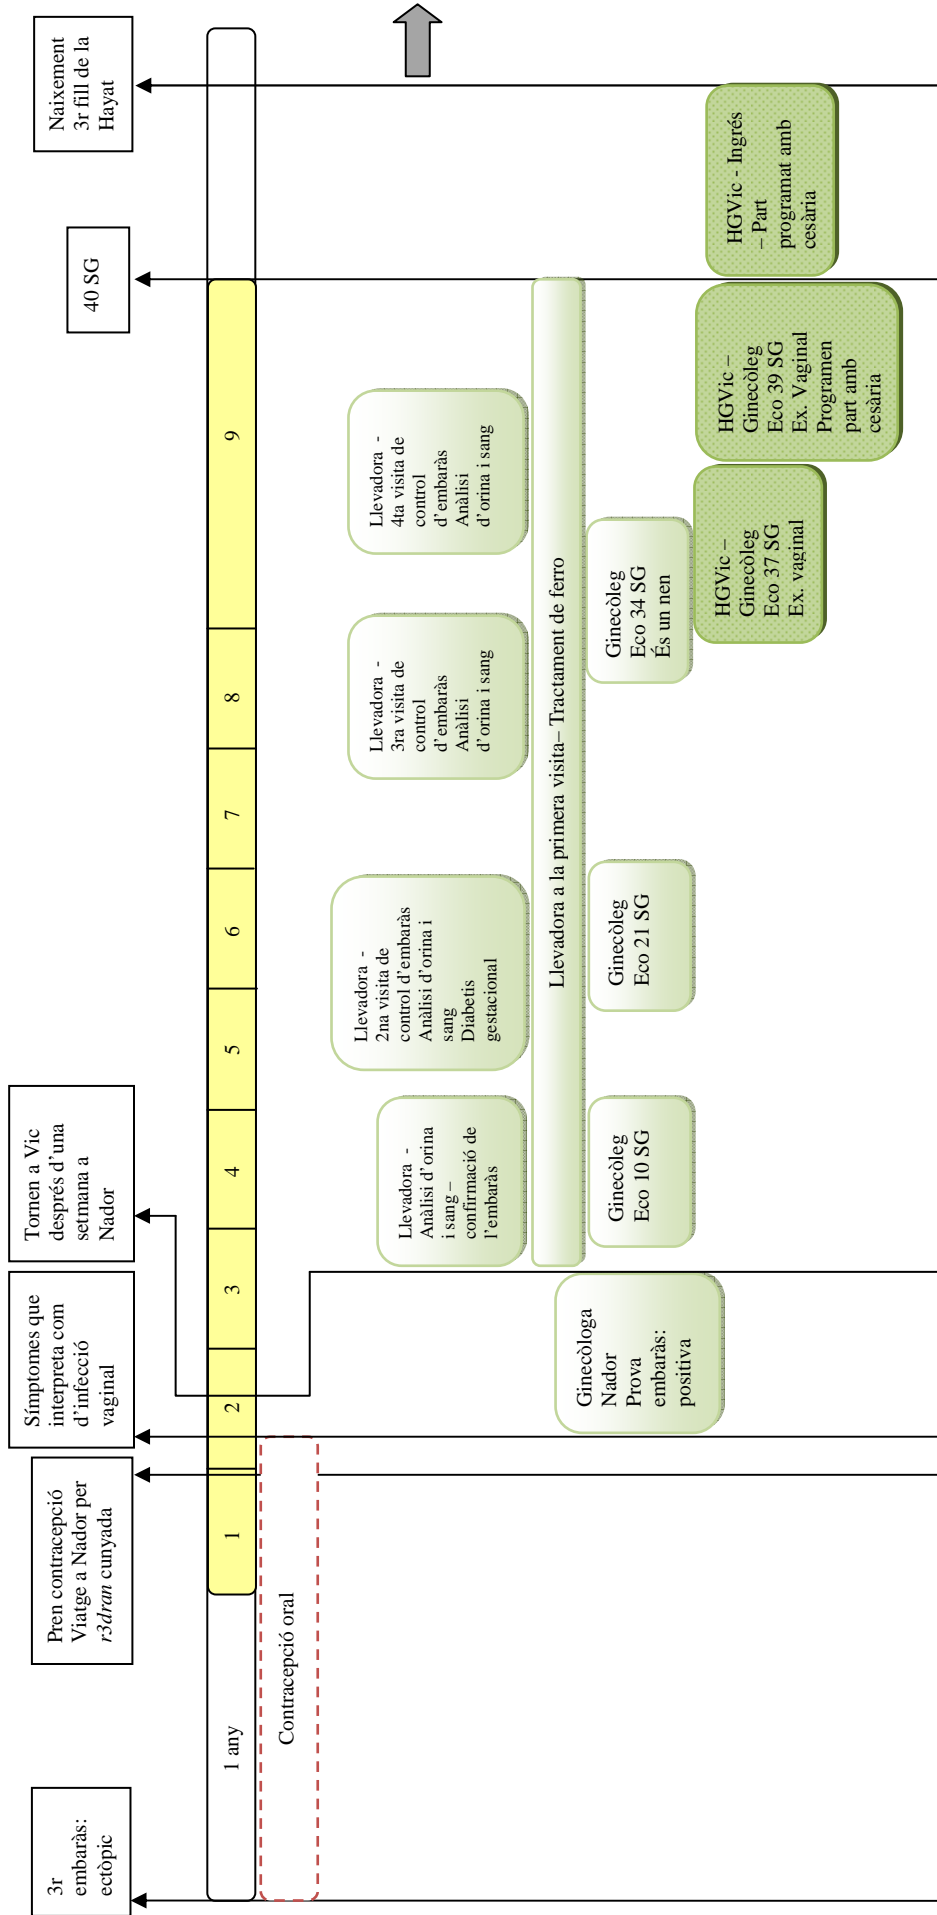 3r
embaràs:
ectòpic
Pren contracepció
Viatge a Nador per
r3dran cunyada
Símptomes que
interpreta com
d'infecció
vaginal
Tornen a Vic
després d'una
setmana a
Nador
40 SG
Naixement
3r fill de la
Hayat
1 any
1
2
3
4
5
6
7
8
9
Contracepció oral
Llevadora -
Anàlisi d'orina
i sang –
confirmació de
l'embaràs
Llevadora -
2na visita de
control d'embaràs
Anàlisi d'orina i
sang
Diabetis
gestacional
Llevadora -
3ra visita de
control
d'embaràs
Anàlisi
d'orina i sang
Llevadora -
4ta visita de
control
d'embaràs
Anàlisi
d'orina i sang
Llevadora a la primera visita– Tractament de ferro
Ginecòloga
Nador
Prova
embaràs:
positiva
Ginecòleg
Eco 10 SG
Ginecòleg
Eco 21 SG
Ginecòleg
Eco 34 SG
És un nen
HGVic –
Ginecòleg
Eco 37 SG
Ex. vaginal
HGVic –
Ginecòleg
Eco 39 SG
Ex. Vaginal
Programen
part amb
cesària
HGVic - Ingrés
– Part
programat amb
cesària